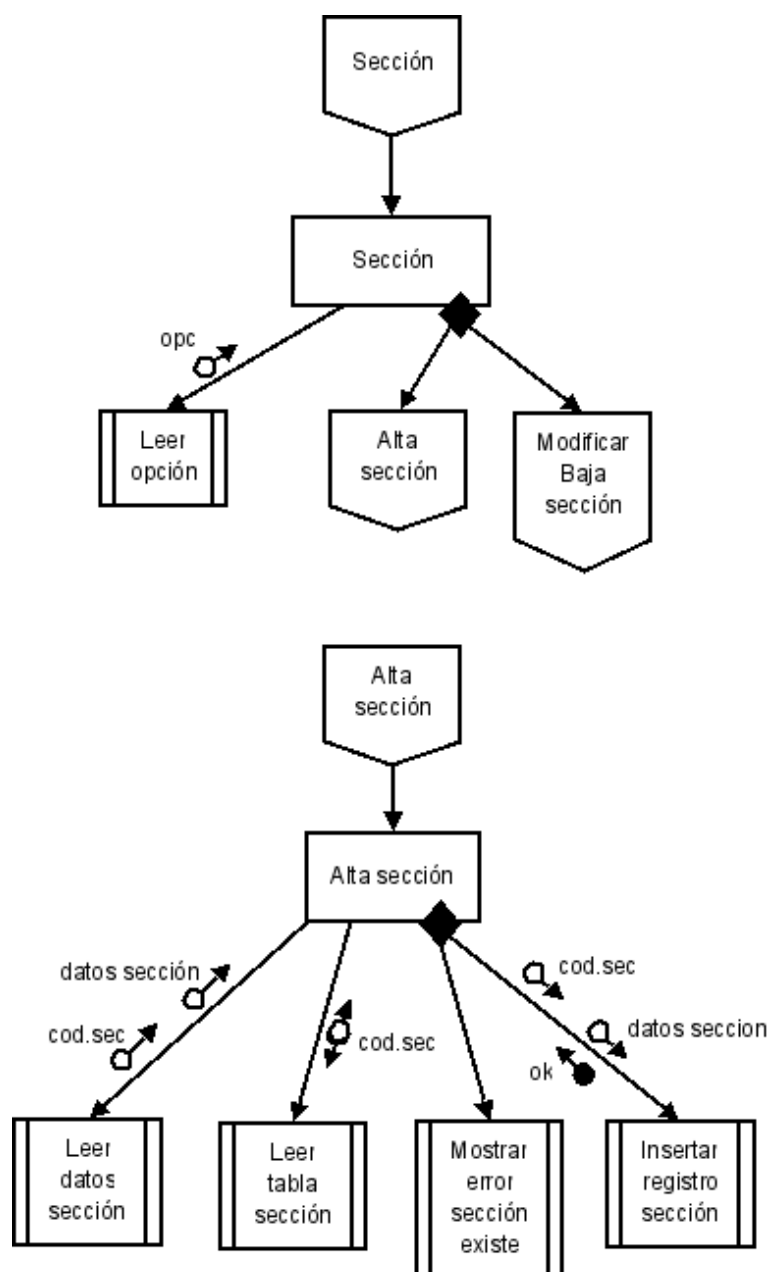 Sección
Sección
opc
Leer
opción
Alta
sección
Modificar
Baja
sección
Alta
sección
Alta sección
datos sección
cod.sec
cod.sec
cod.sec
datos seccion
ok
Leer
datos
sección
Leer
tabla
sección
Mostrar
error
sección
existe
Insertar
registro
sección